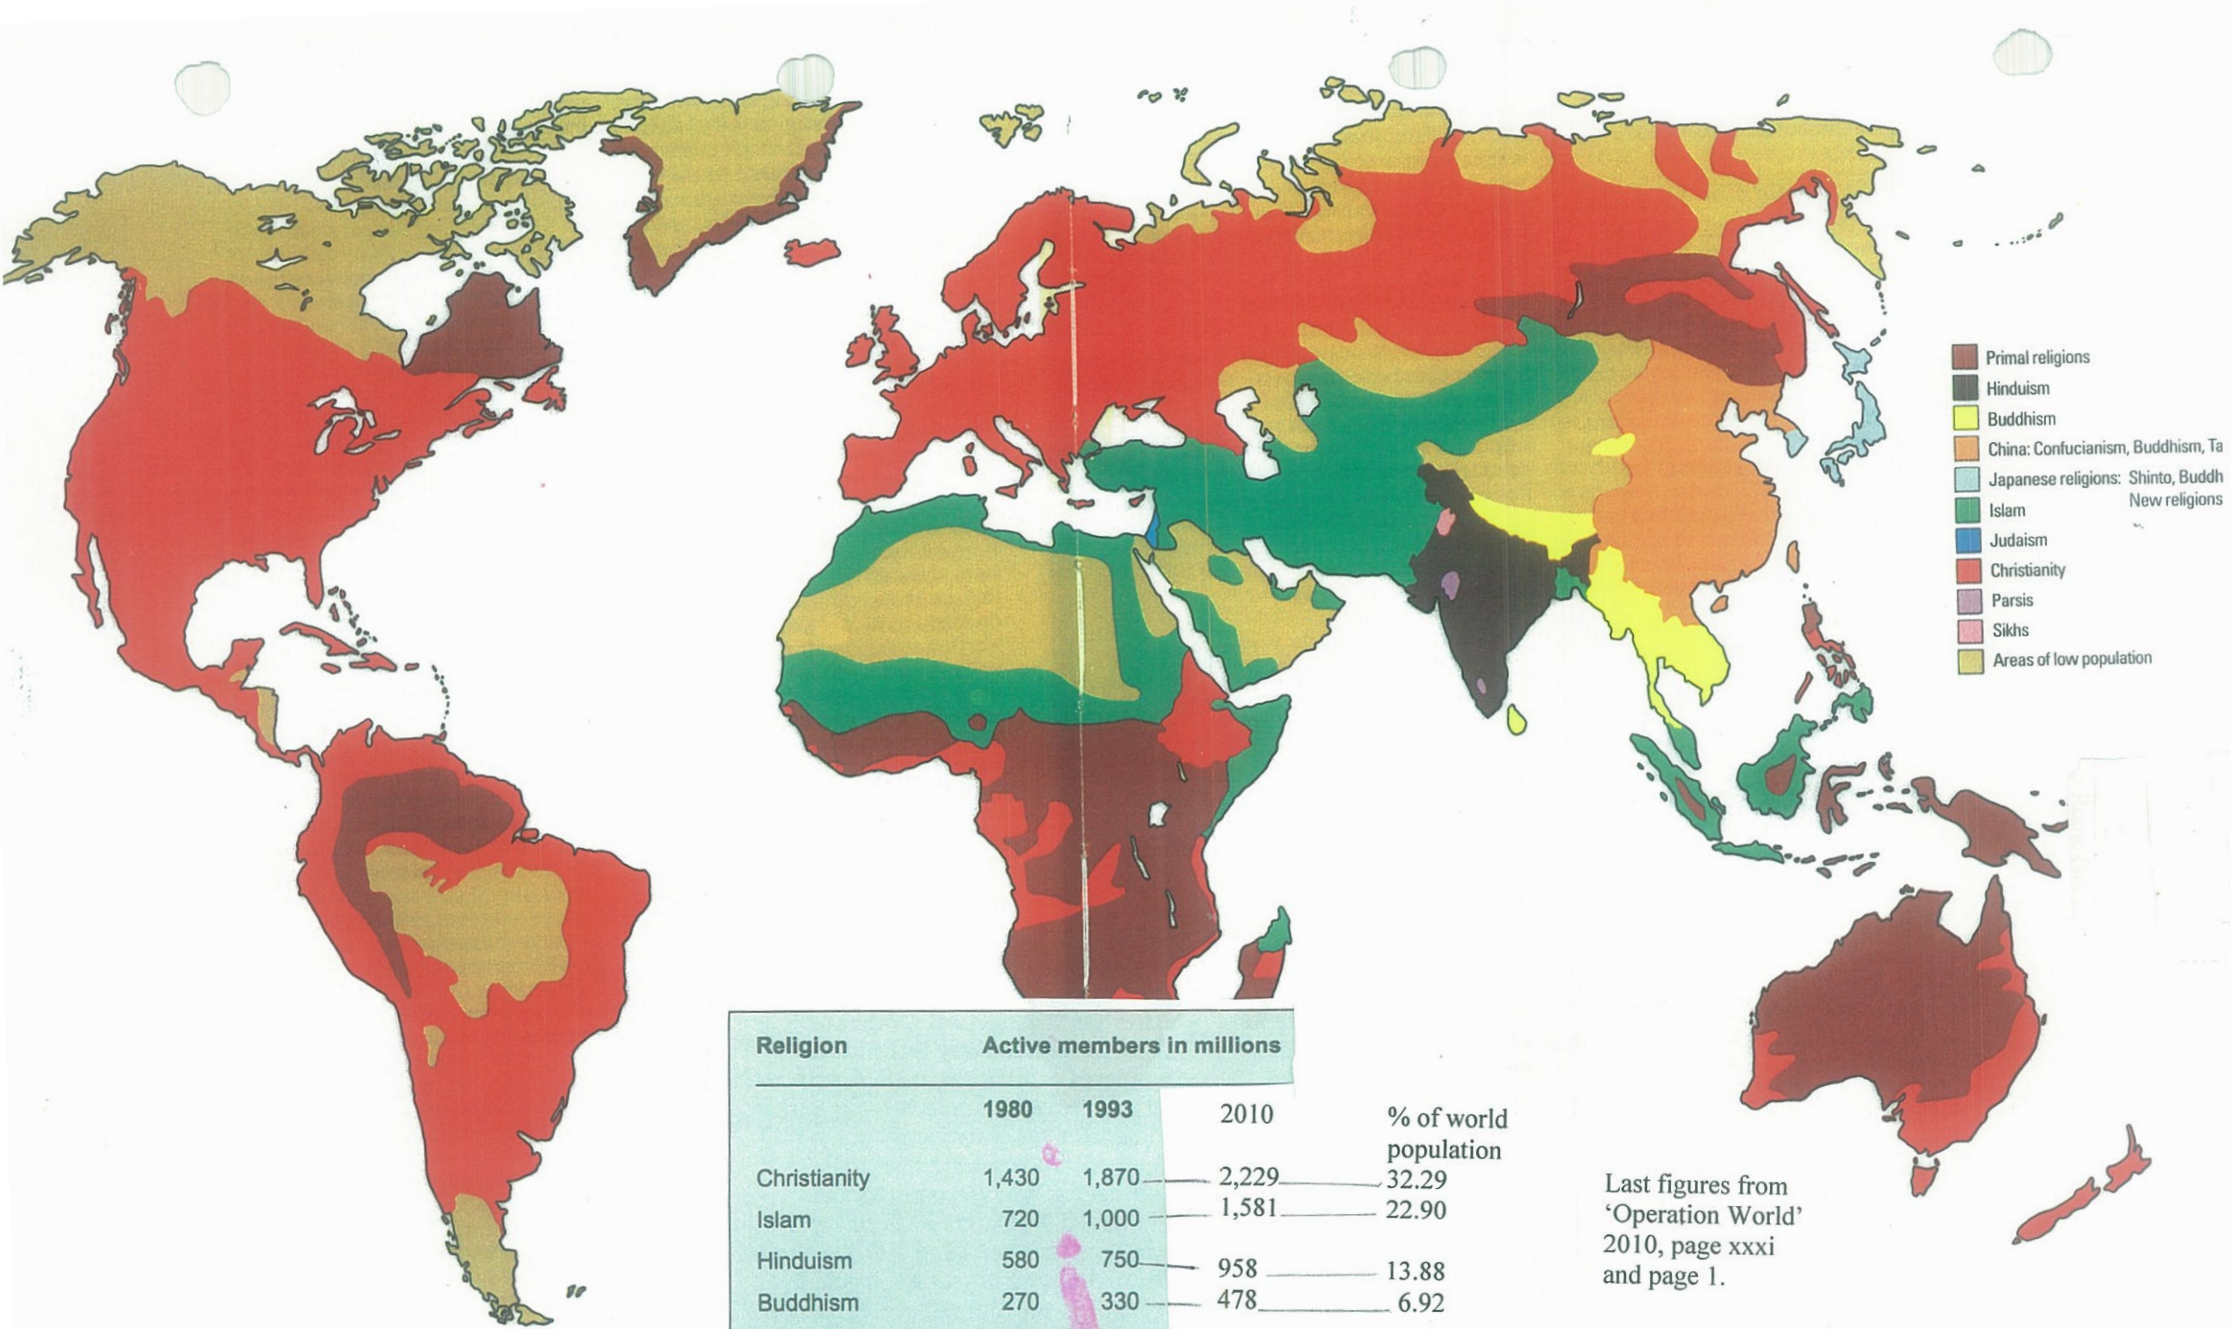 Primal religions
Hinduism
Buddhism
China: Confucianism, Buddhism, Ta
Japanese religions: Shinto, Buddh
New religions
Islam
Judaism
Christianity
Parsis
Sikhs
Areas of low population
Religion Active members in millions
1980 1993 2010 % of world
population
Christianity 1,430 1,870 2,229 32.29
Islam 720 1,000 1,581 22.90
Hinduism 580 750 958 13.88
Buddhism 270 330 478 6.92
Last figures from
‘Operation World’
2010, page xxxi
and page 1.